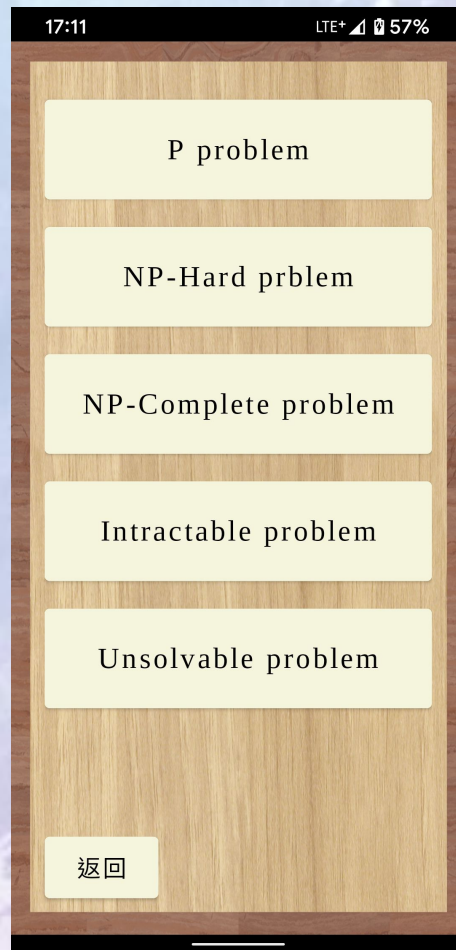 17:11 LTE+ 57%
P problem
NP-Hard prblem
NP-Complete problem
Intractable problem
Unsolvable problem
返回